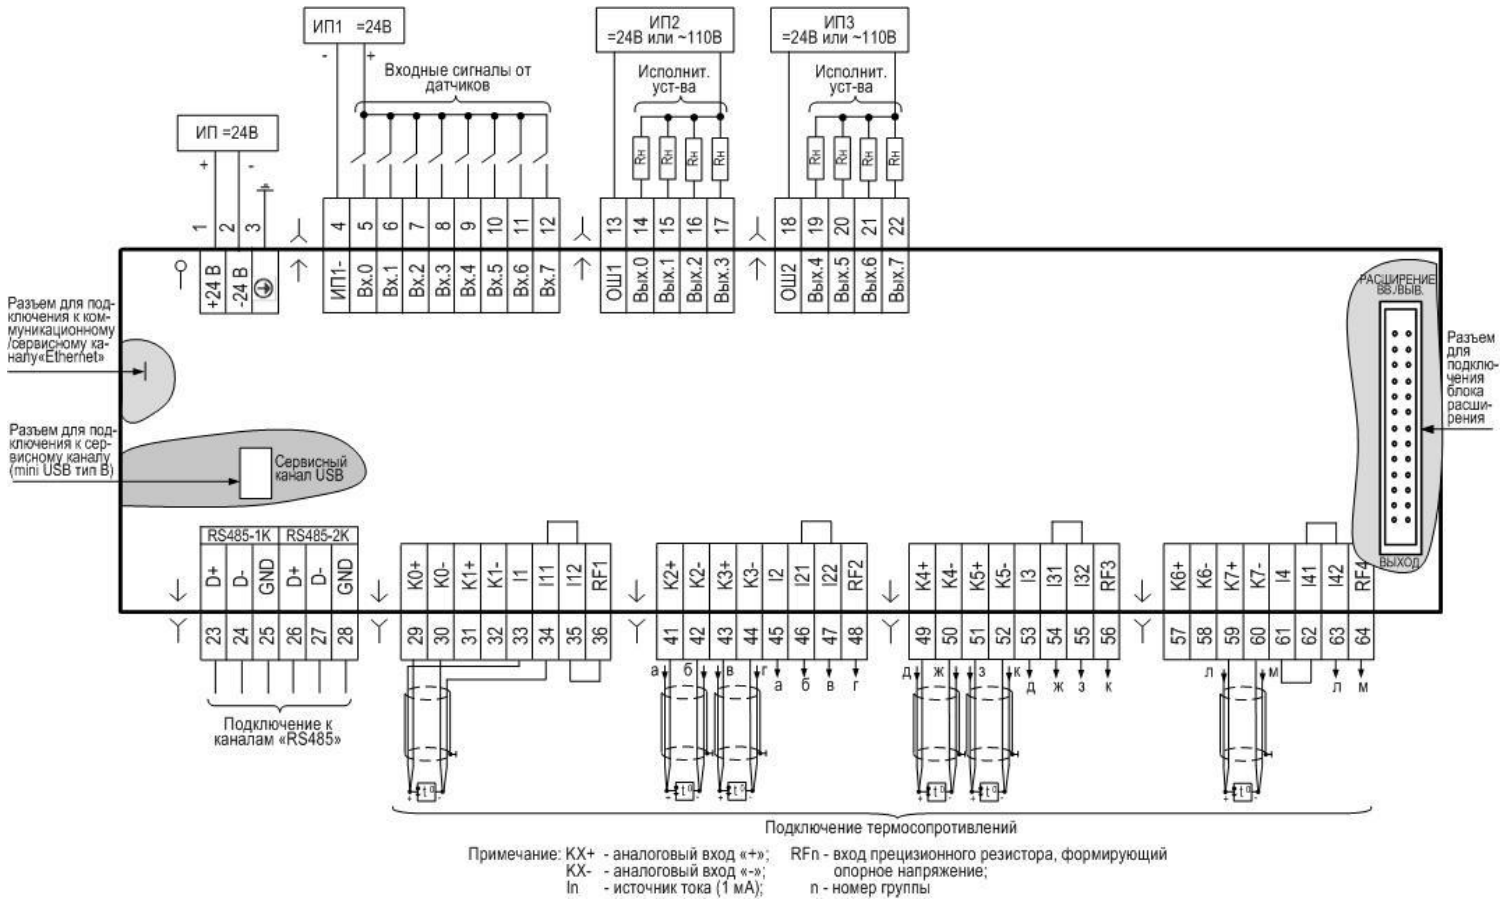 ИП1 =24В
- +
Входные сигналы от
датчиков
ИП2
=24В или ~110В
Исполнит.
уст-ва
Rн Rн Rн Rн
ИП3
=24В или ~110В
Исполнит.
уст-ва
Rн Rн Rн Rн
ИП =24В
+ -
1 2 3
4 5 6 7 8 9 10 11 12
13 14 15 16 17
18 19 20 21 22
+24 В -24 В
ИП1- Вх.0 Вх.1 Вх.2 Вх.3 Вх.4 Вх.5 Вх.6 Вх.7
ОШ1 Вых.0 Вых.1 Вых.2 Вых.3
ОШ2 Вых.4 Вых.5 Вых.6 Вых.7
Разъем для под-
ключения к ком-
муникационному
/сервисному ка-
налу«Ethernet»
РАСШИРЕНИЕ
ВВ./ВЫВ.
Разъем
для
подклю-
чения
блока
расши-
рения
ВЫХОД
Разъем для под-
ключения к сер-
висному каналу
(mini USB тип В)
Сервисный
канал USB
RS485-1K RS485-2K
D+ D- GND D+ D- GND
K0+ K0- K1+ K1- I1 I11 I12 RF1
K2+ K2- K3+ K3- I2 I21 I22 RF2
K4+ K4- K5+ K5- I3 I31 I32 RF3
K6+ K6- K7+ K7- I4 I41 I42 RF4
23 24 25 26 27 28
29 30 31 32 33 34 35 36
41 42 43 44 45 46 47 48
49 50 51 52 53 54 55 56
57 58 59 60 61 62 63 64
а б в г а б в г
д ж з к д ж з к
л м л м
Подключение к
каналам «RS485»
+ t° -
+ t° - + t° -
+ t° - + t° -
+ t° -
Подключение термосопротивлений
Примечание: KX+ - аналоговый вход «+»; RFn - вход прецизионного резистора, формирующий
KX- - аналоговый вход «-»; опорное напряжение;
In - источник тока (1 мА); n - номер группы